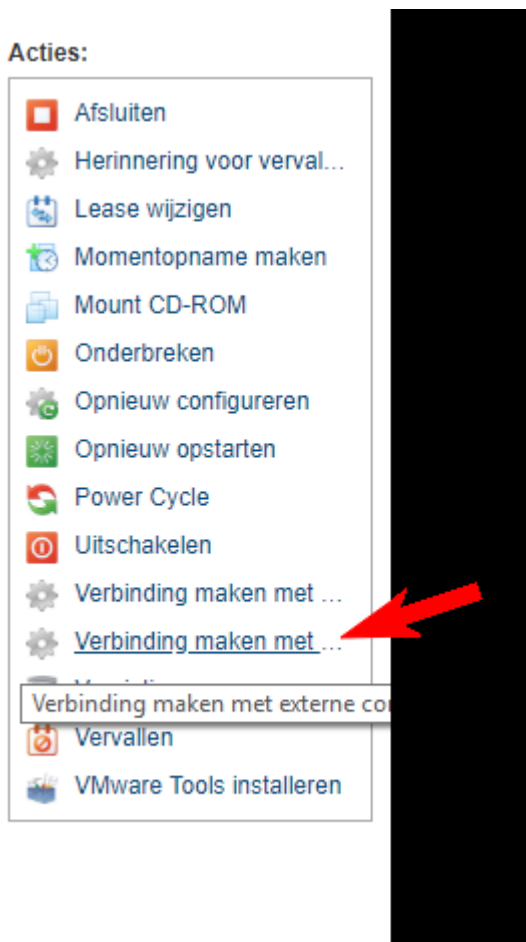 Acties:
Afsluiten
Herinnering voor verval...
Lease wijzigen
Momentopname maken
Mount CD-ROM
Onderbreken
Opnieuw configureren
Opnieuw opstarten
Power Cycle
Uitschakelen
Verbinding maken met ...
Verbinding maken met ...
Verbinding maken met externe
Vervallen
VMware Tools installeren